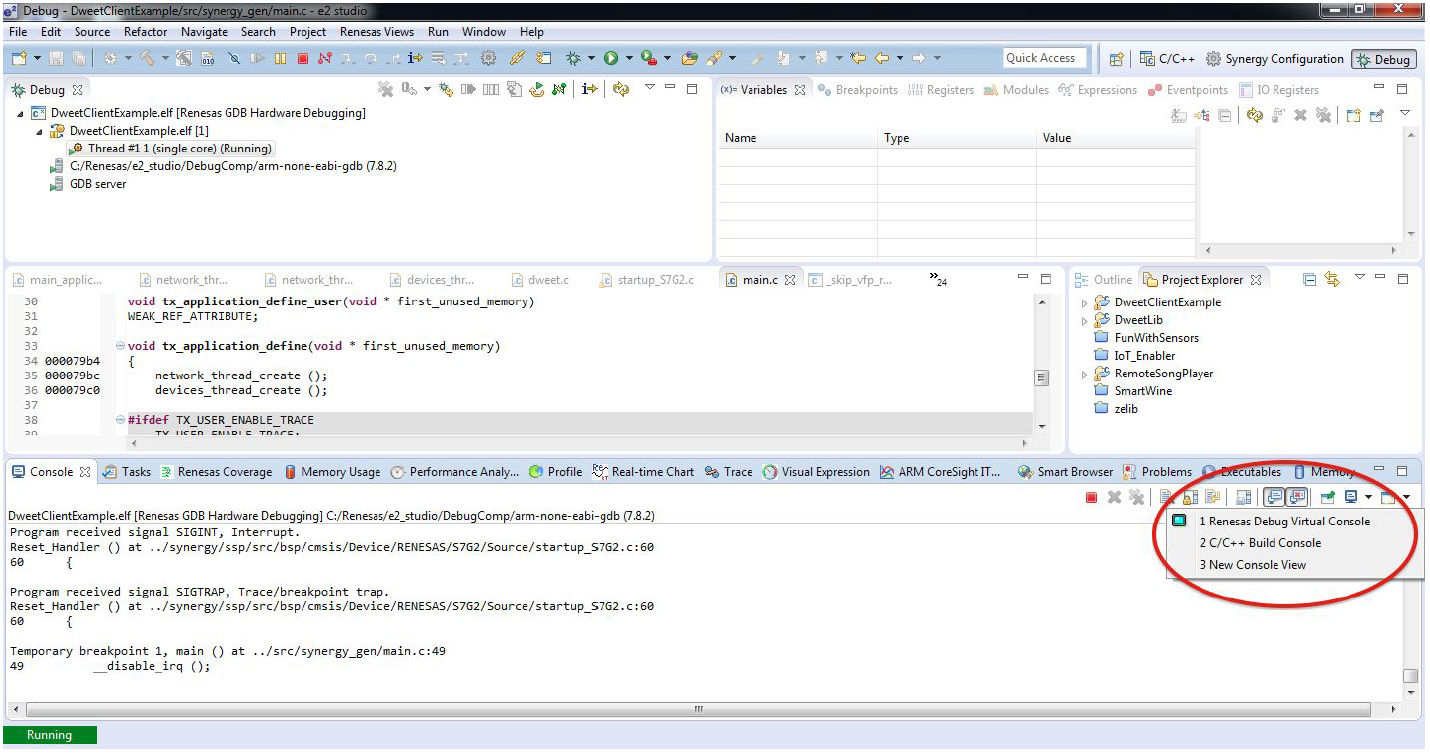 Debug - DweetClientExample/src/synergy_gen/main.c - e2 studio
File Edit Source Refactor Navigate Search Project Renesas Views Run Window Help
Quick Access C/C++ Synergy Configuration Debug
Debug
DweetClientExample.elf [Renesas GDB Hardware Debugging]
DweetClientExample.elf [1]
Thread #1 1 (single core) (Running)
C:/Renesas/e2_studio/DebugComp/arm-none-eabi-gdb (7.8.2)
GDB server
(x)= Variables Breakpoints Registers Modules Expressions Eventpoints IO Registers
Name Type Value
main_applic... network_thr... network_thr... devices_thr... dweet.c startup_S7G2.c main.c _skip_vfp_r... »24
30 void tx_application_define_user(void * first_unused_memory)
31 WEAK_REF_ATTRIBUTE;
32
33 void tx_application_define(void * first_unused_memory)
34 000079b4 {
35 000079bc network_thread_create ();
36 000079c0 devices_thread_create ();
37
38 #ifdef TX_USER_ENABLE_TRACE
39 TX_USER_ENABLE_TRACE;
Outline Project Explorer
DweetClientExample
DweetLib
FunWithSensors
IoT_Enabler
RemoteSongPlayer
SmartWine
zelib
Console Tasks Renesas Coverage Memory Usage Performance Analy... Profile Real-time Chart Trace Visual Expression ARM CoreSight IT... Smart Browser Problems Executables Memory
DweetClientExample.elf [Renesas GDB Hardware Debugging] C:/Renesas/e2_studio/DebugComp/arm-none-eabi-gdb (7.8.2)
Program received signal SIGINT, Interrupt.
Reset_Handler () at ../synergy/ssp/src/bsp/cmsis/Device/RENESAS/S7G2/Source/startup_S7G2.c:60
60 {
Program received signal SIGTRAP, Trace/breakpoint trap.
Reset_Handler () at ../synergy/ssp/src/bsp/cmsis/Device/RENESAS/S7G2/Source/startup_S7G2.c:60
60 {
Temporary breakpoint 1, main () at ../src/synergy_gen/main.c:49
49 __disable_irq ();
1 Renesas Debug Virtual Console
2 C/C++ Build Console
3 New Console View
Running